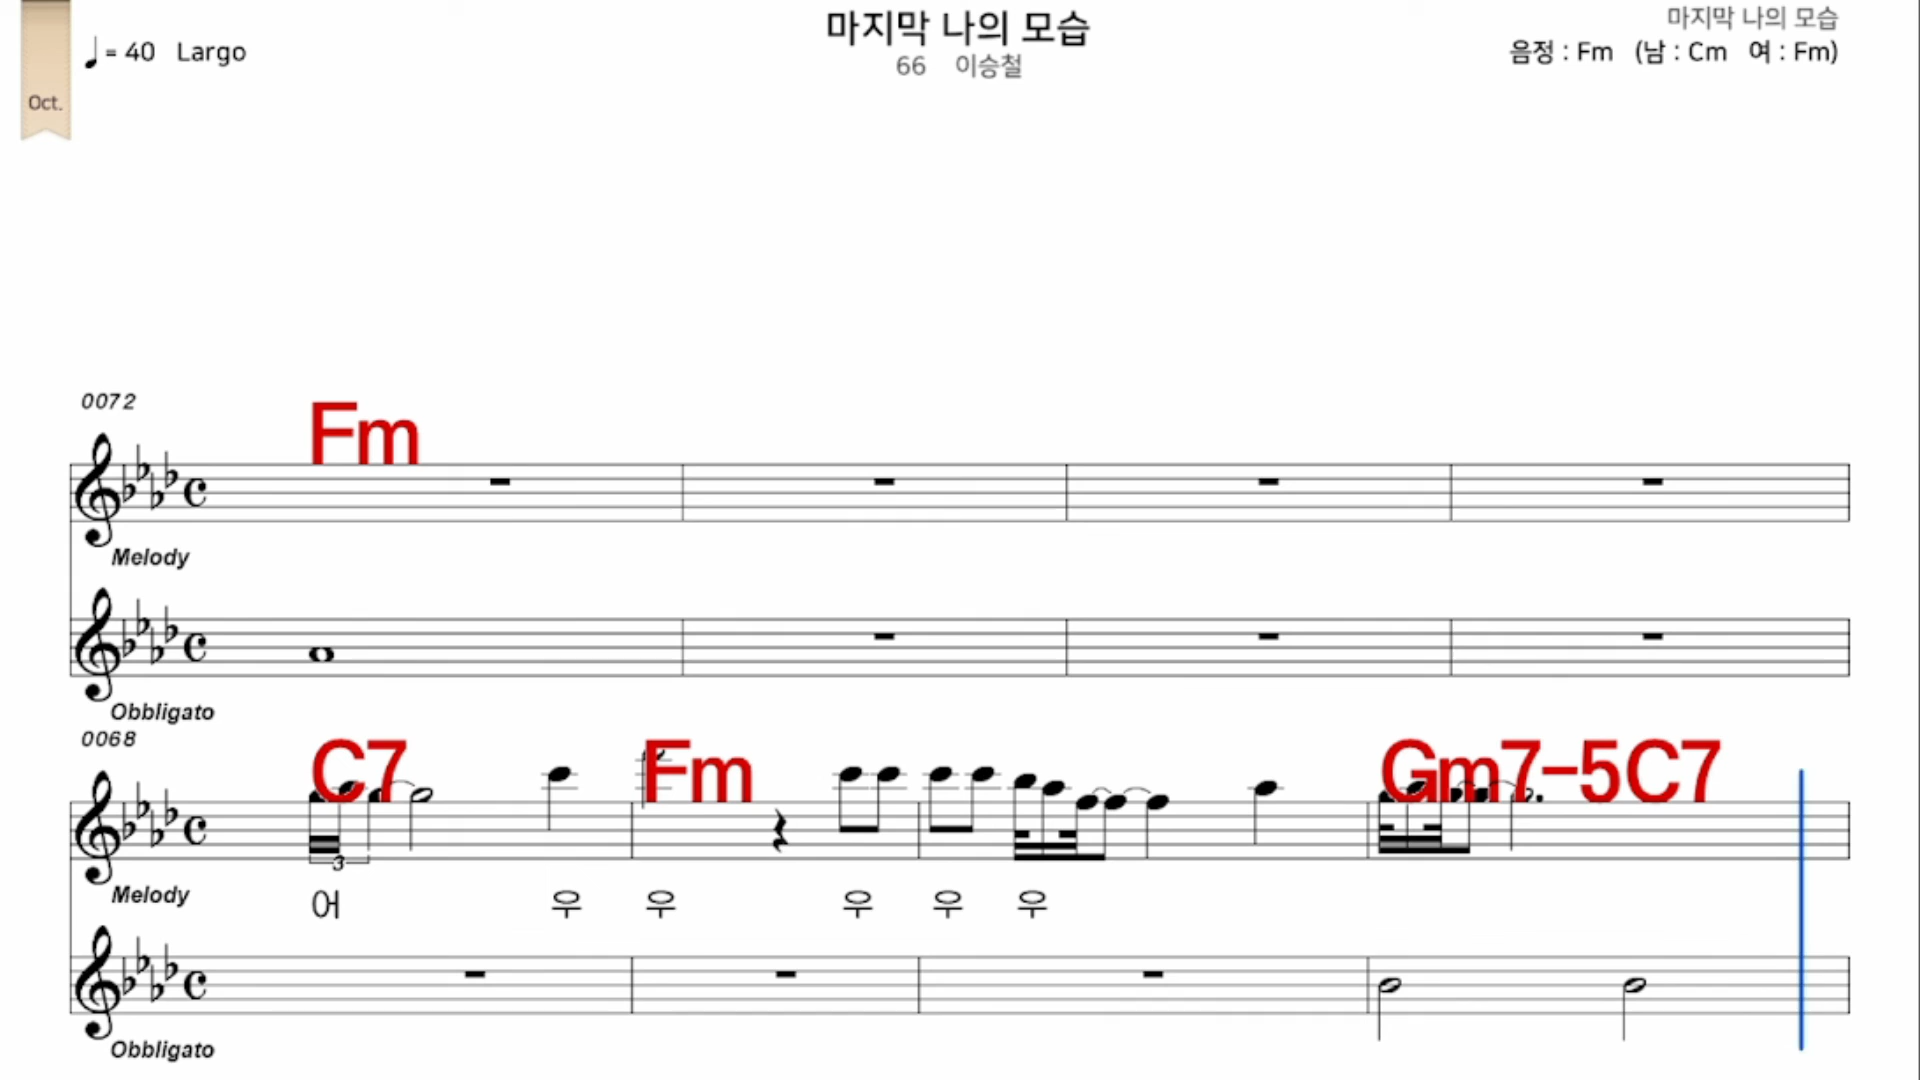 마지막 나의 모습
마지막 나의 모습
♩ = 40 Largo
66 이승철
음정 : Fm (남 : Cm 여 : Fm)
Oct.
0072
Fm
Melody
Obbligato
0068
C7 Fm Gm7-5 C7
3
Melody
어 우 우 우 우 우
Obbligato